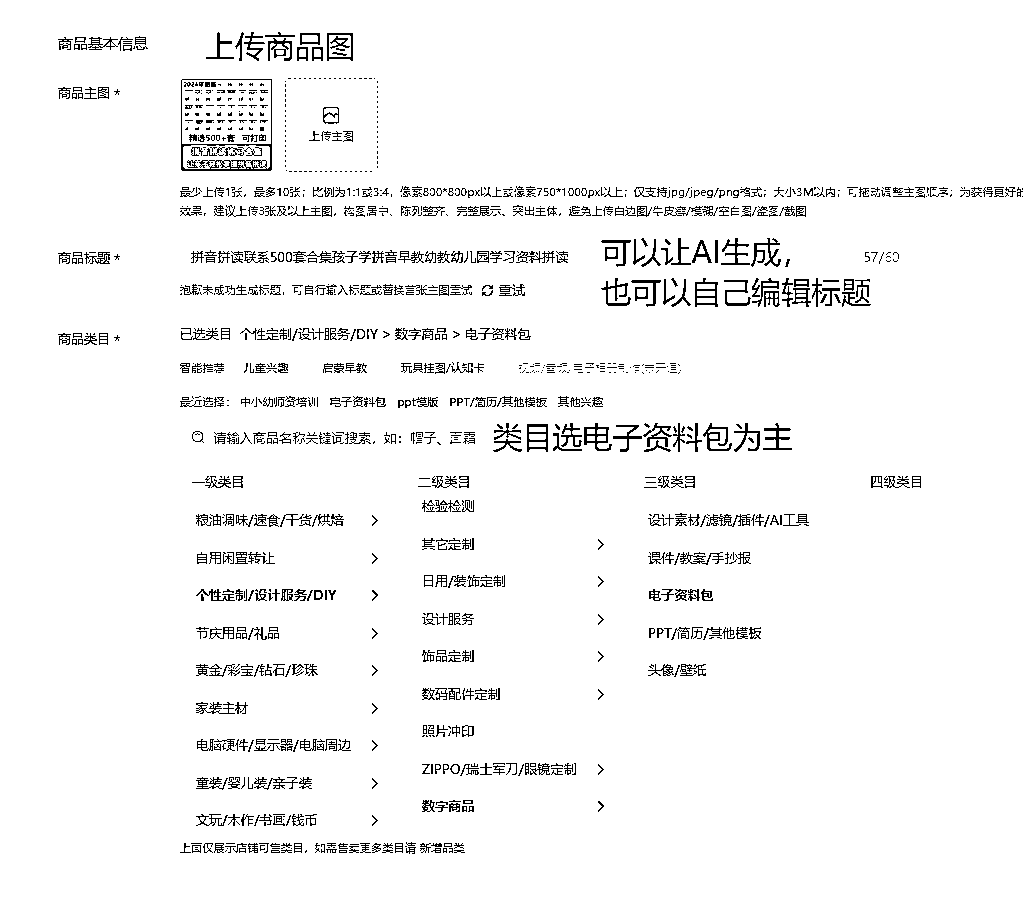 商品基本信息 上传商品图
商品主图 *
精选500+套 可打印
上传主图
最少上传1张，最多10张；比例为1:1或3:4，像素800*800px以上或像素750*1000px以上；仅支持jpg/jpeg/png格式；大小3M以内；可拖动调整主图顺序；为获得更好的
效果，建议上传3张及以上主图，构图居中、陈列整齐、完整展示、突出主体，避免上传白边图/牛皮癣/模糊/空白图/盗图/截图
商品标题 * 拼音拼读联系500套合集孩子学拼音早教幼教幼儿园学习资料拼读 57/60
可以让AI生成，
也可以自己编辑标题
抱歉未成功生成标题，可自行输入标题或替换首张主图重试 重试
商品类目 * 已选类目 个性定制/设计服务/DIY > 数字商品 > 电子资料包
智能推荐 儿童兴趣 启蒙早教 玩具挂图/认知卡
最近选择： 中小幼师资培训 电子资料包 ppt模版 PPT/简历/其他模板 其他兴趣
请输入商品名称关键词搜索，如：帽子、面霜 类目选电子资料包为主
一级类目 二级类目 三级类目 四级类目
检验检测
粮油调味/速食/干货/烘焙 设计素材/滤镜/插件/AI工具
其它定制
自用闲置转让 课件/教案/手抄报
日用/装饰定制
个性定制/设计服务/DIY 电子资料包
设计服务
节庆用品/礼品 PPT/简历/其他模板
饰品定制
黄金/彩宝/钻石/珍珠 头像/壁纸
数码配件定制
家装主材
照片冲印
电脑硬件/显示器/电脑周边
ZIPPO/瑞士军刀/眼镜定制
童装/婴儿装/亲子装
数字商品
文玩/木作/书画/钱币
上面仅展示店铺可售类目，如需售卖更多类目请 新增品类